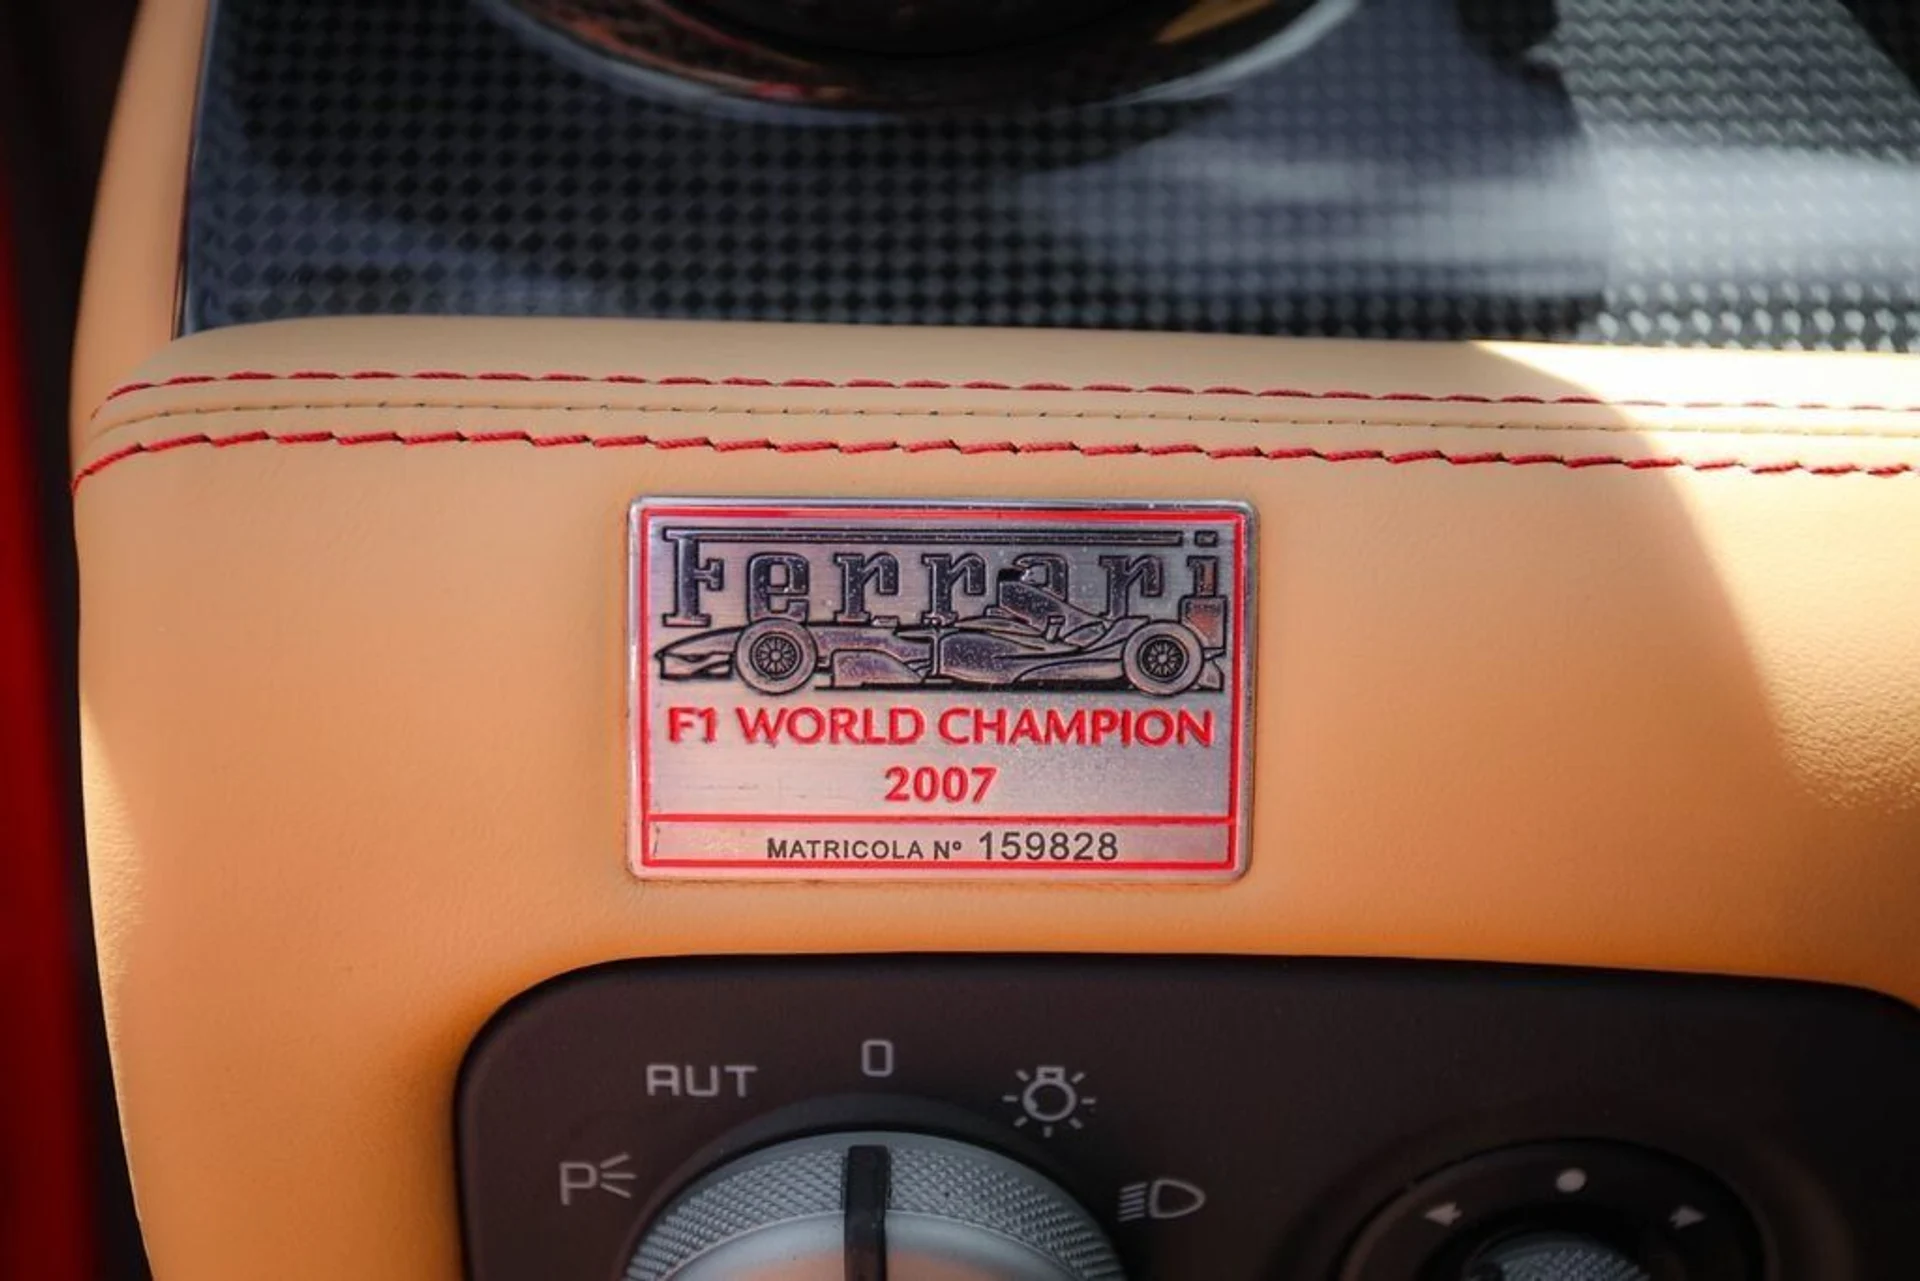 Ferrari
F1 WORLD CHAMPION
2007
MATRICOLA Nº 159828
AUT 0
P